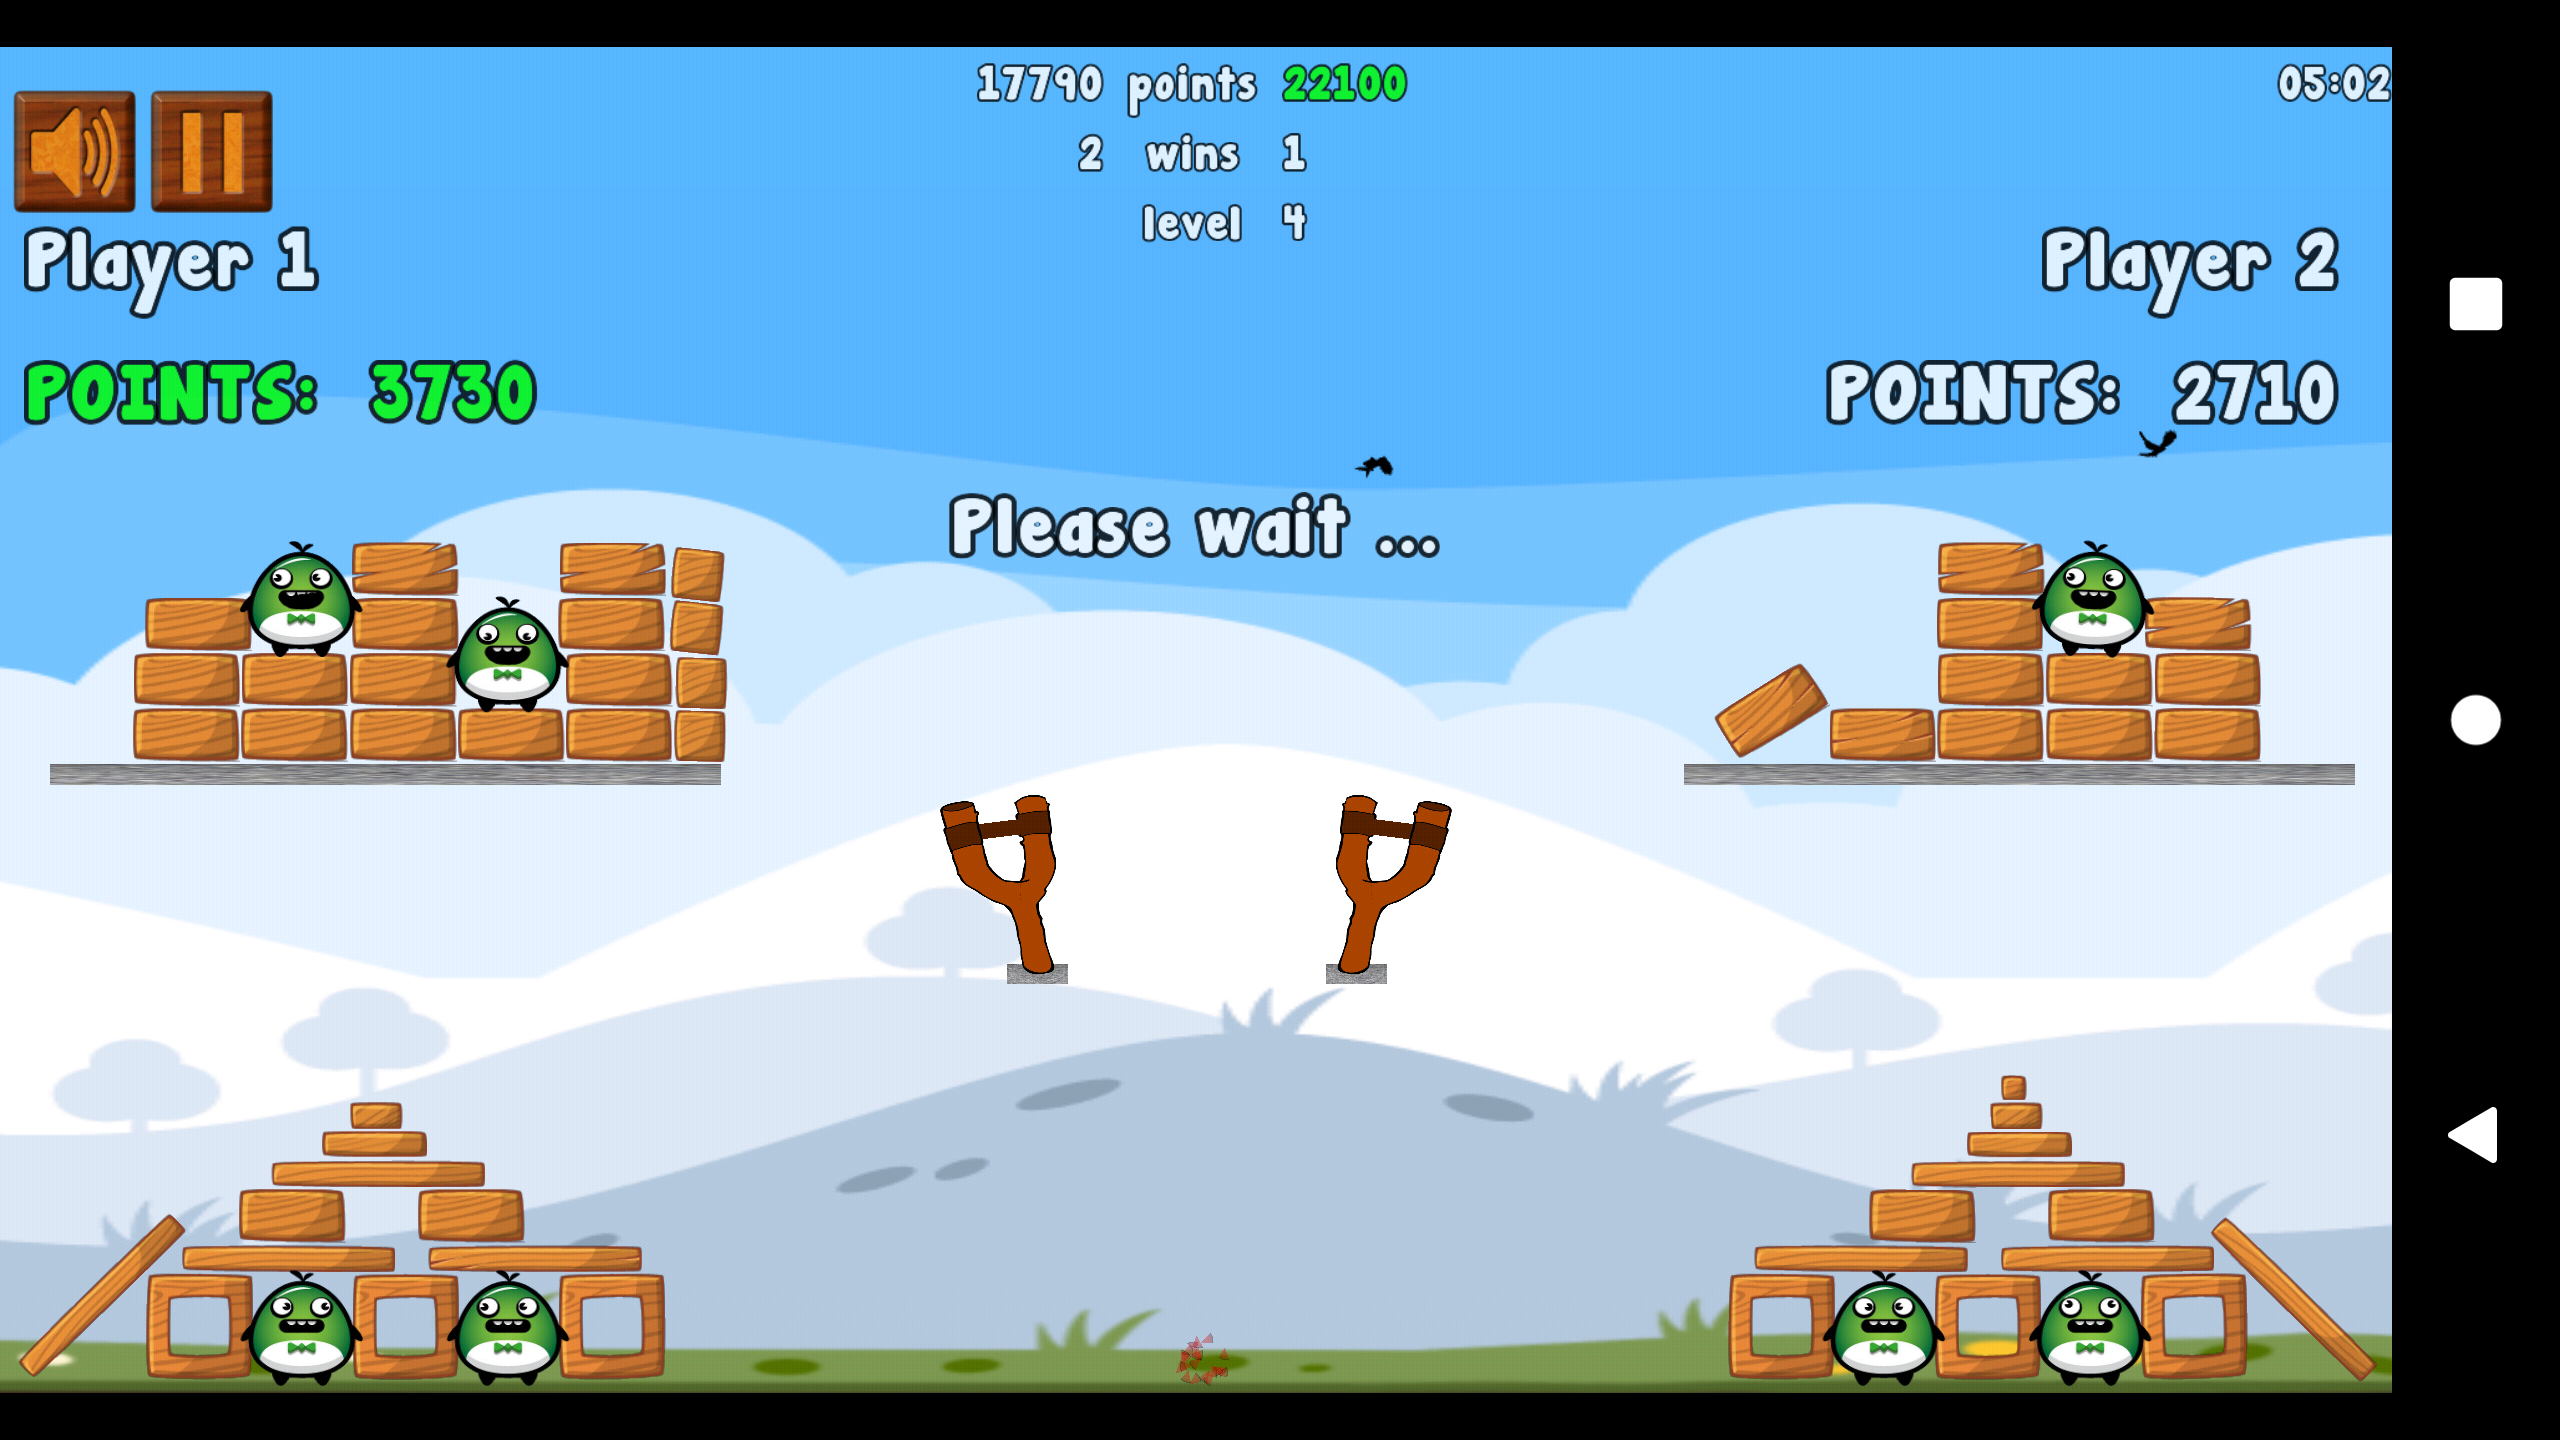 17790 points 22100
05:02
2 wins 1
level 4
Player 1
Player 2
POINTS: 3730
POINTS: 2710
Please wait ...